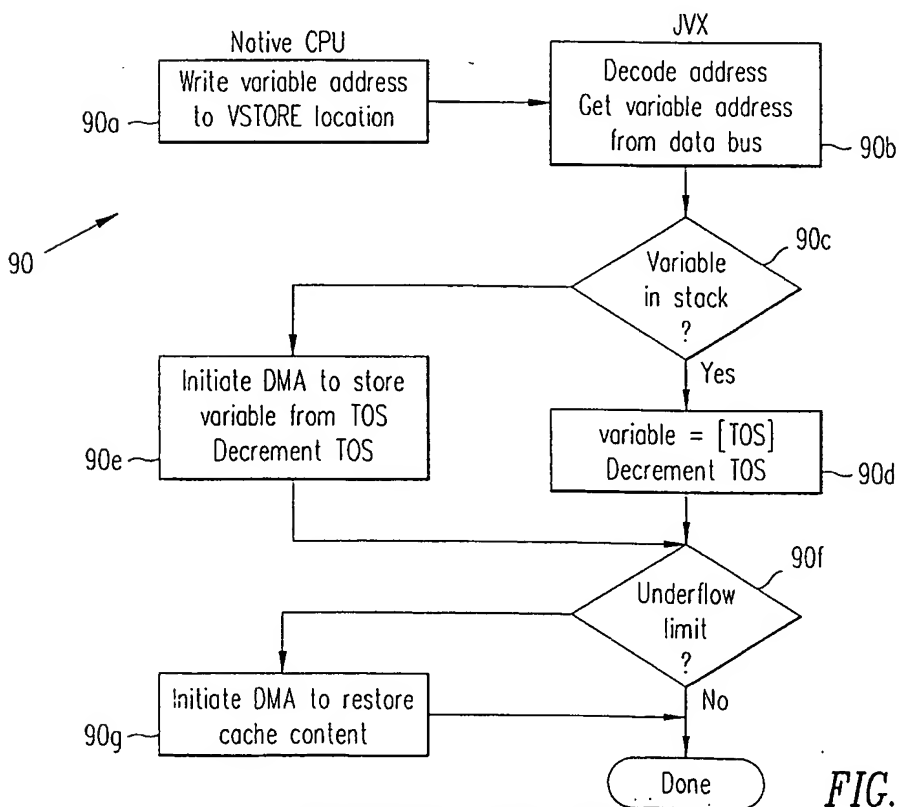 Native CPU
JVX
Write variable address
to VSTORE location
90a
Decode address
Get variable address
from data bus
90b
90
90c
Variable
in stack
?
Yes
Initiate DMA to store
variable from TOS
Decrement TOS
90e
variable = [TOS]
Decrement TOS
90d
90f
Underflow
limit
?
No
Initiate DMA to restore
cache content
90g
Done
FIG.